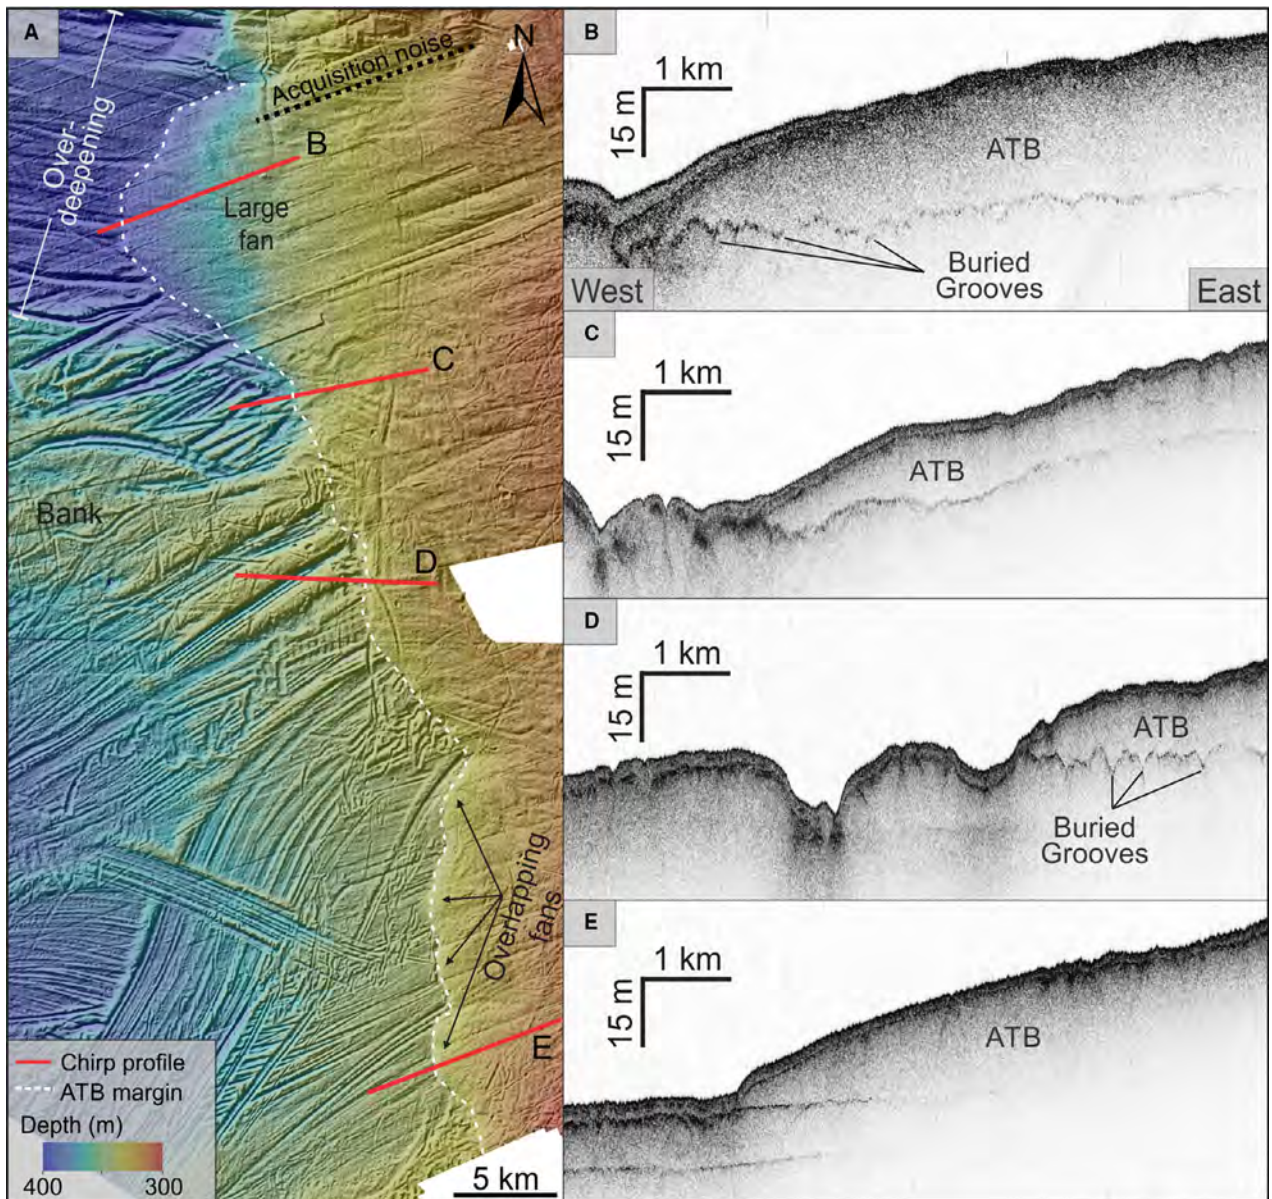 A
N
Acquisition noise
Over-
deepening
B
Large
fan
C
Bank
D
Overlapping
fans
E
Chirp profile
ATB margin
Depth (m)
400
300
5 km
B
1 km
15 m
ATB
Buried
Grooves
West
East
C
1 km
15 m
ATB
D
1 km
15 m
ATB
Buried
Grooves
E
1 km
15 m
ATB